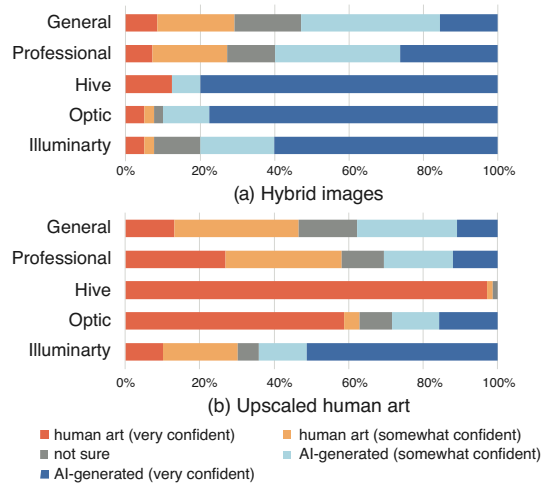 General
Professional
Hive
Optic
Illuminarty
0% 20% 40% 60% 80% 100%
(a) Hybrid images
General
Professional
Hive
Optic
Illuminarty
0% 20% 40% 60% 80% 100%
(b) Upscaled human art
human art (very confident) human art (somewhat confident)
not sure AI-generated (somewhat confident)
AI-generated (very confident)